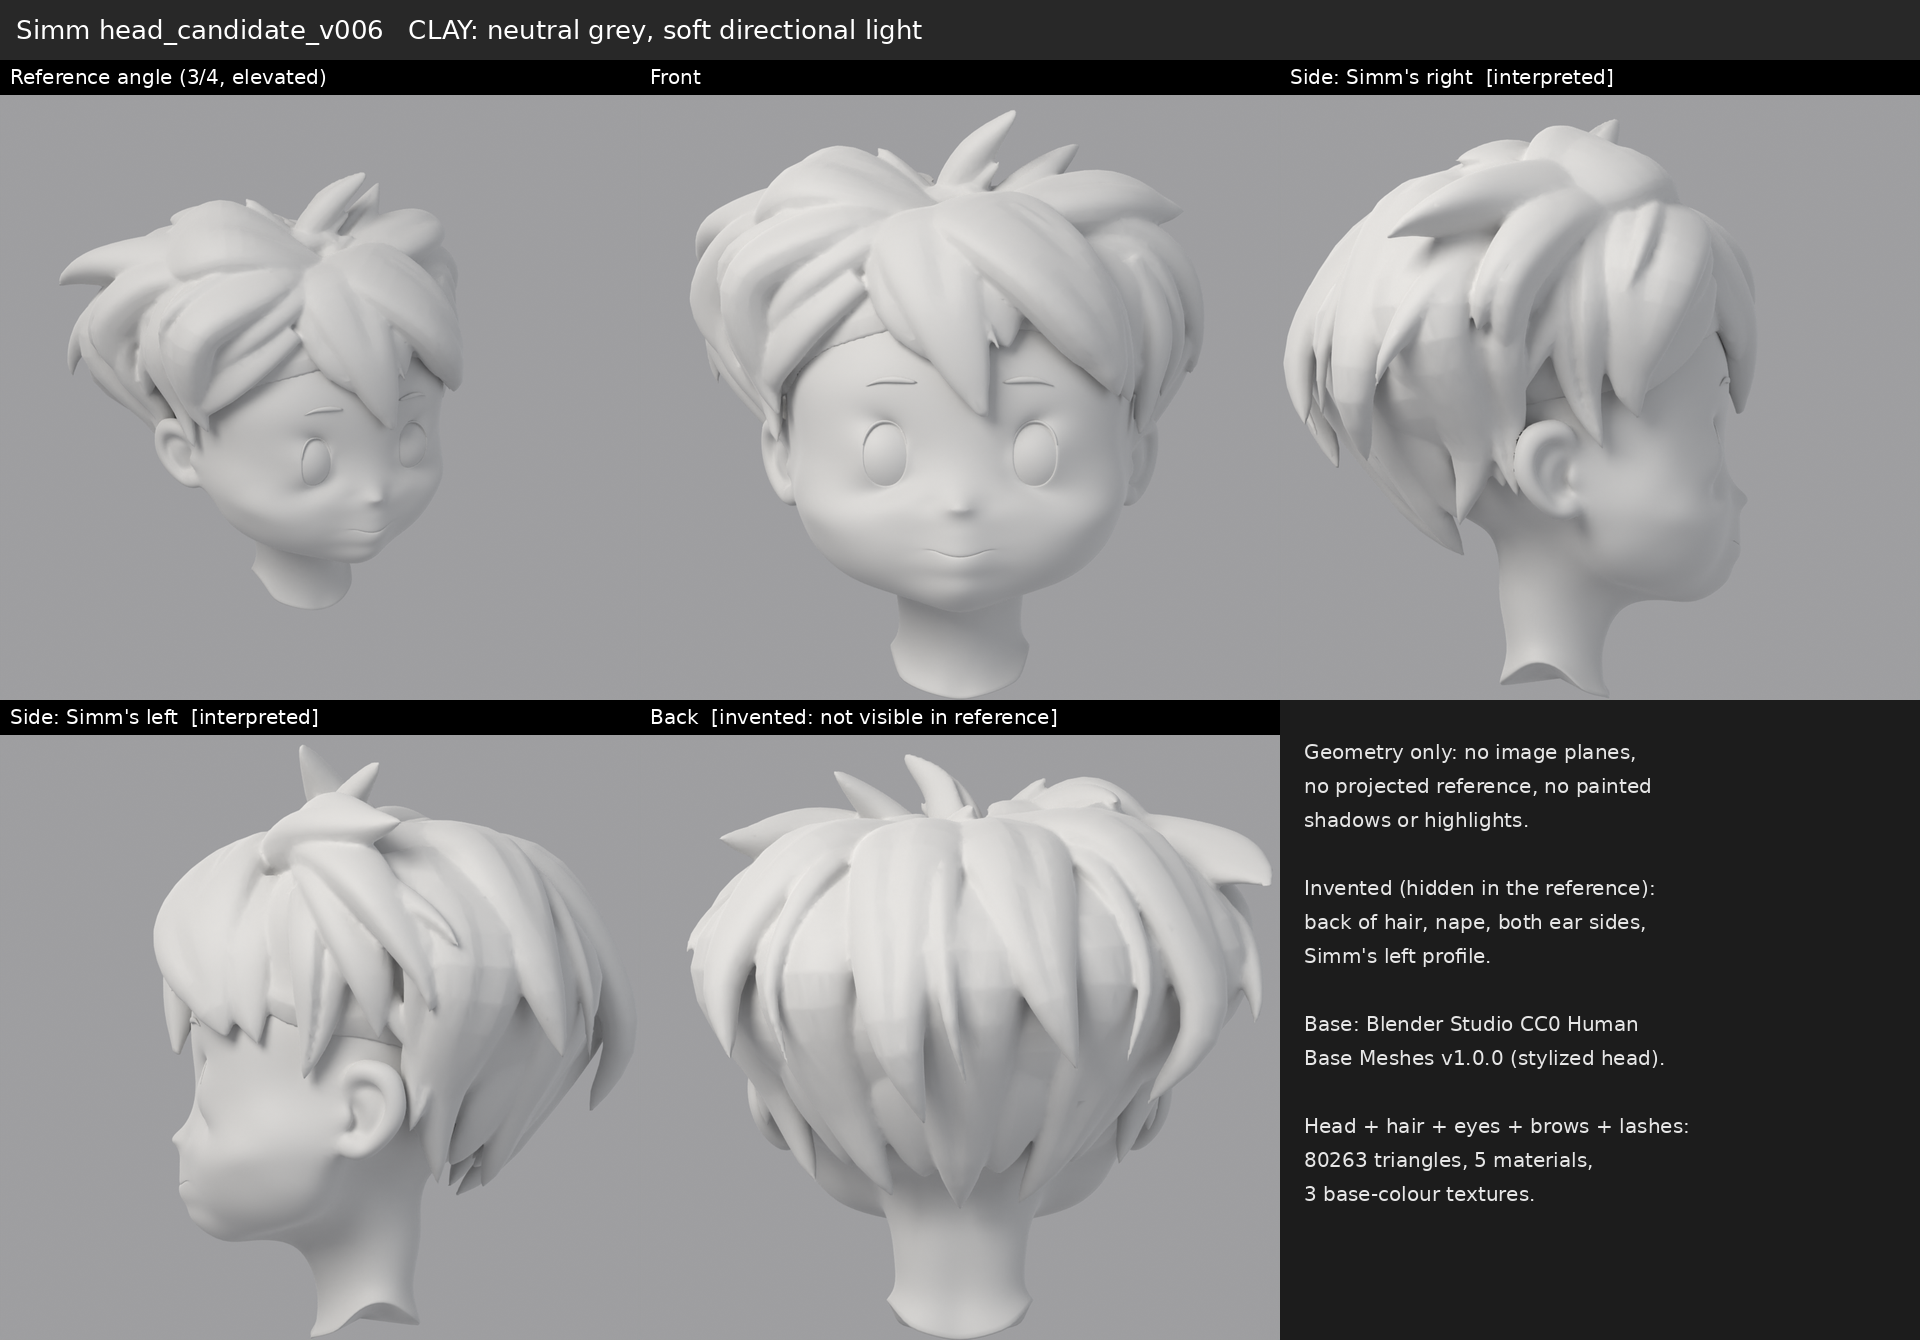 Simm head_candidate_v006   CLAY: neutral grey, soft directional light
Reference angle (3/4, elevated)
Front
Side: Simm's right  [interpreted]
Side: Simm's left  [interpreted]
Back  [invented: not visible in reference]
Geometry only: no image planes,
no projected reference, no painted
shadows or highlights.
Invented (hidden in the reference):
back of hair, nape, both ear sides,
Simm's left profile.
Base: Blender Studio CC0 Human
Base Meshes v1.0.0 (stylized head).
Head + hair + eyes + brows + lashes:
80263 triangles, 5 materials,
3 base-colour textures.